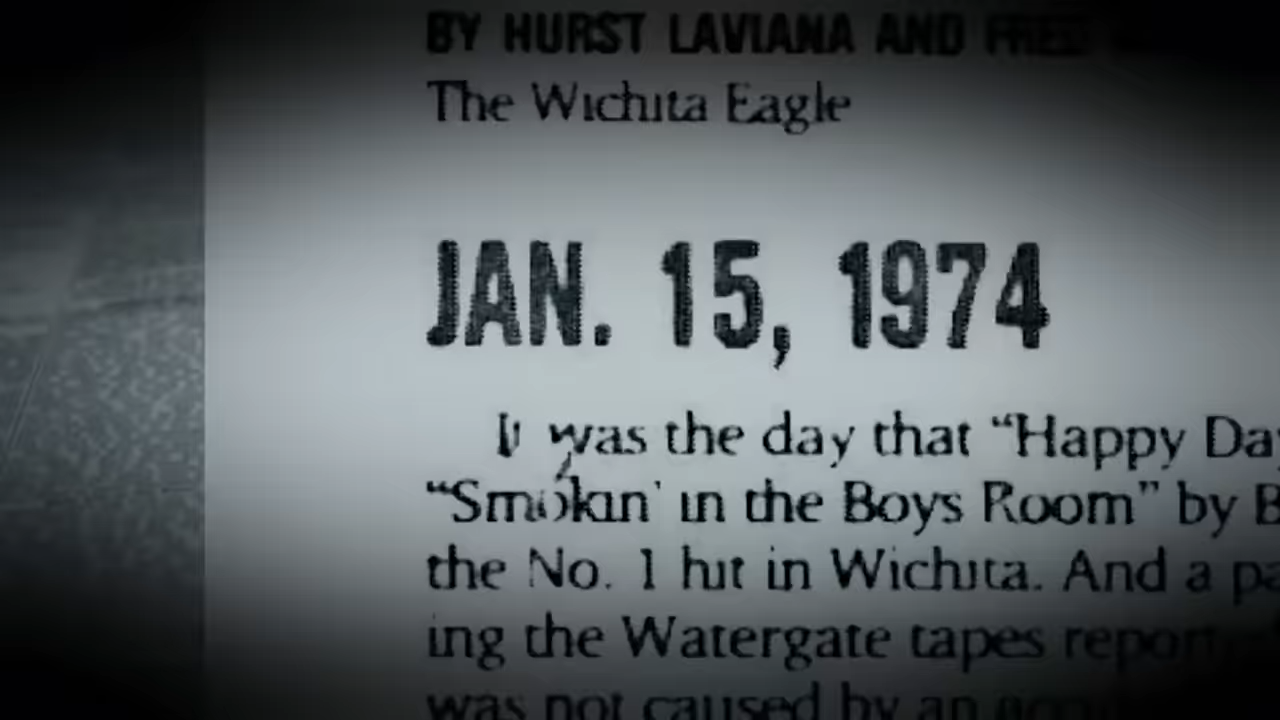 BY HURST LAVIANA AND FRED
The Wichita Eagle
JAN. 15, 1974
It was the day that “Happy Da
“Smokin' in the Boys Room” by B
the No. 1 hit in Wichita. And a pa
ing the Watergate tapes report
was not caused by an